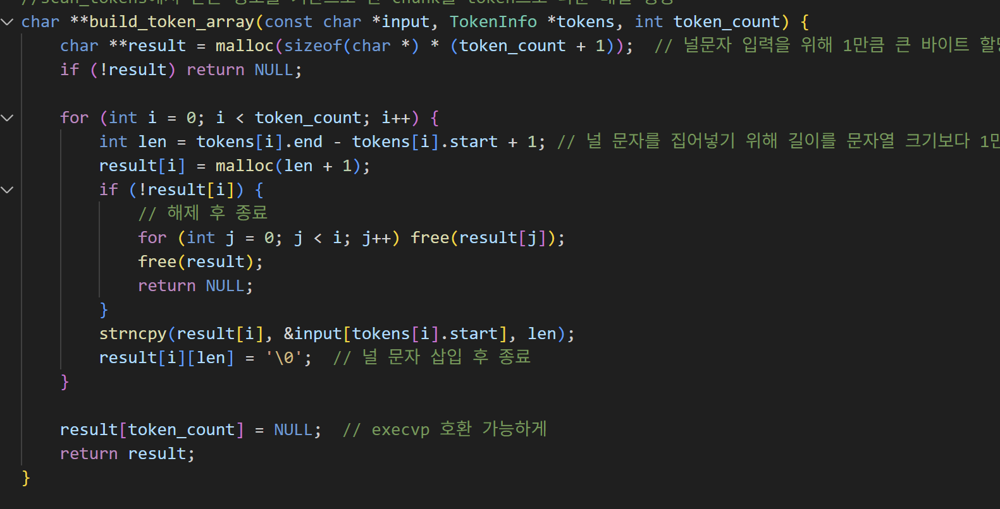 char **build_token_array(const char *input, TokenInfo *tokens, int token_count) {
char **result = malloc(sizeof(char *) * (token_count + 1)); // 널문자 입력을 위해 1만큼 큰 바이트
if (!result) return NULL;
for (int i = 0; i < token_count; i++) {
int len = tokens[i].end - tokens[i].start + 1; // 널 문자를 집어넣기 위해 길이를 문자열 크기보다
result[i] = malloc(len + 1);
if (!result[i]) {
// 해제 후 종료
for (int j = 0; j < i; j++) free(result[j]);
free(result);
return NULL;
}
strncpy(result[i], &input[tokens[i].start], len);
result[i][len] = '\0'; // 널 문자 삽입 후 종료
}
result[token_count] = NULL; // execvp 호환 가능하게
return result;
}